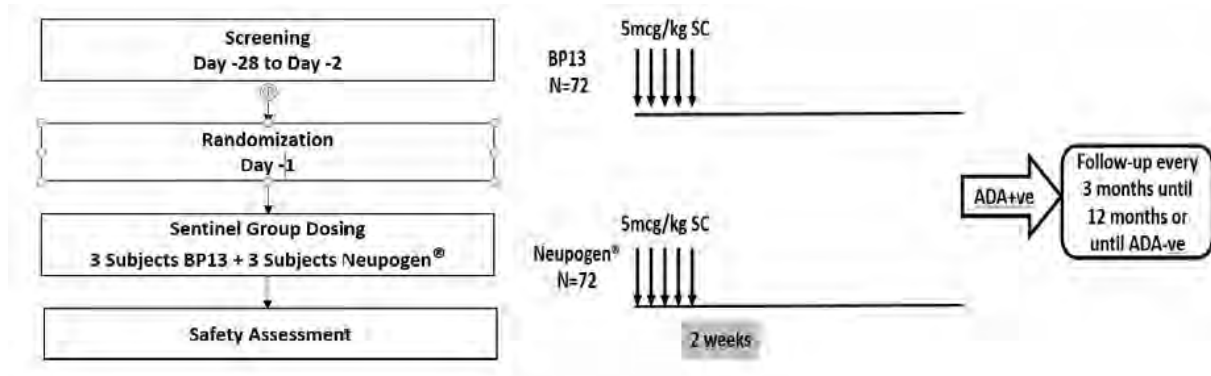 Screening
Day -28 to Day -2
Randomization
Day -1
Sentinel Group Dosing
3 Subjects BP13 + 3 Subjects Neupogen®
Safety Assessment
5mcg/kg SC
BP13
N=72
5mcg/kg SC
Neupogen®
N=72
2 weeks
ADA+ve
Follow-up every
3 months until
12 months or
until ADA-ve